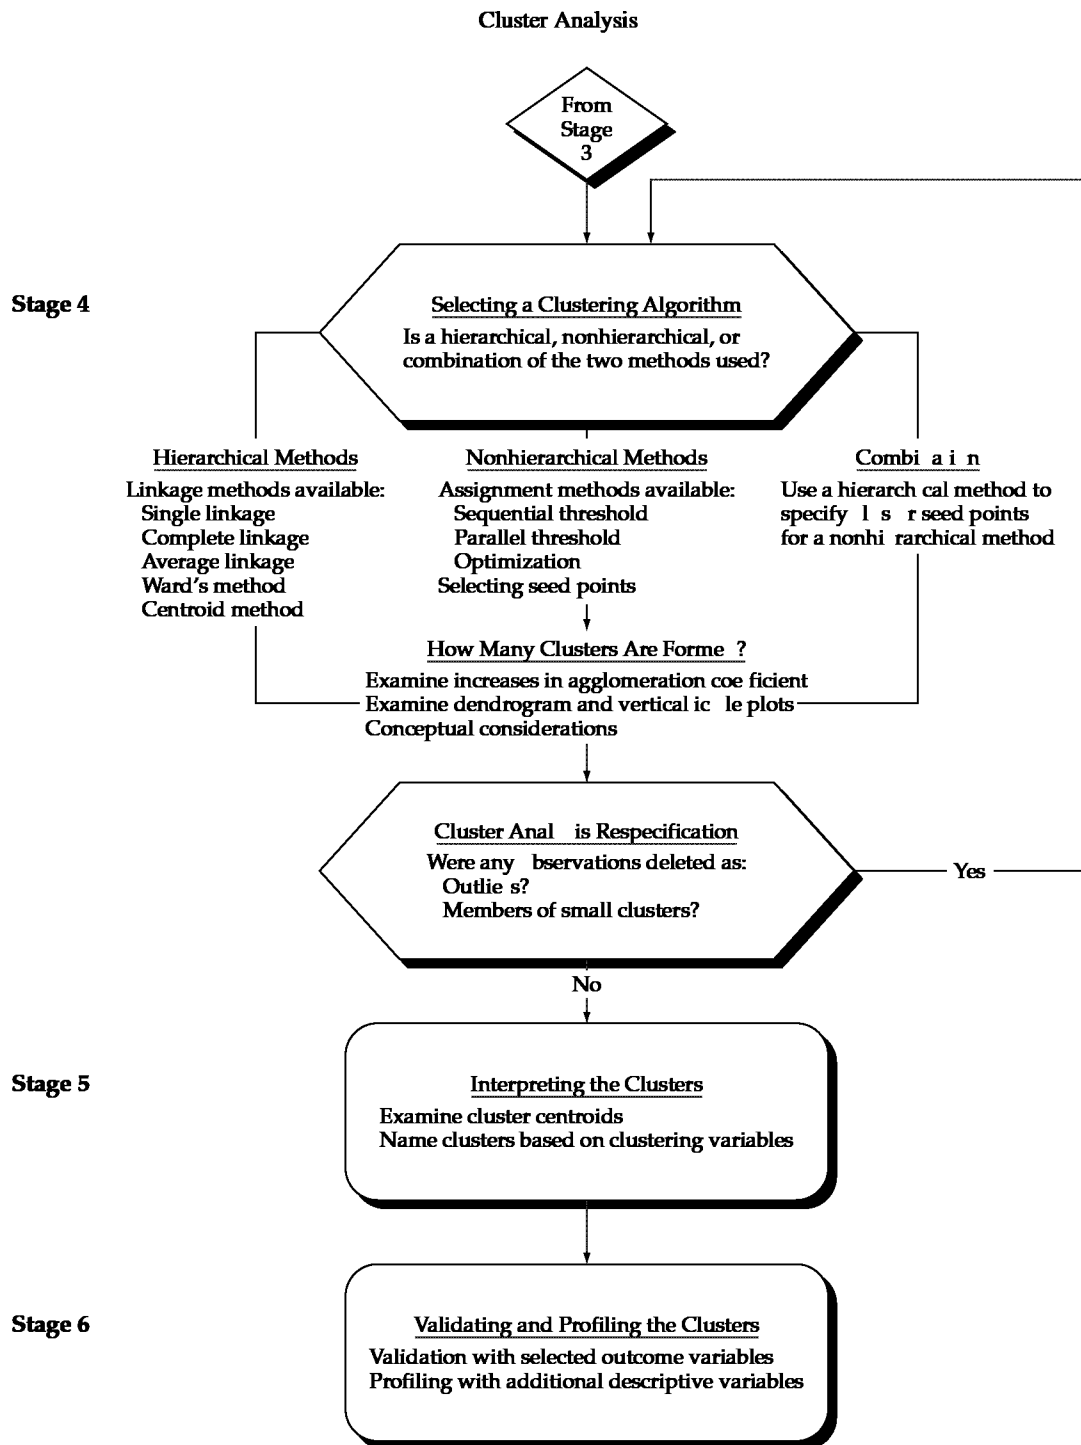 Cluster Analysis
From
Stage
3
Stage 4
Selecting a Clustering Algorithm
Is a hierarchical, nonhierarchical, or
combination of the two methods used?
Hierarchical Methods
Linkage methods available:
Single linkage
Complete linkage
Average linkage
Ward's method
Centroid method
Nonhierarchical Methods
Assignment methods available:
Sequential threshold
Parallel threshold
Optimization
Selecting seed points
Combi a i n
Use a hierarch cal method to
specify l s r seed points
for a nonhi rarchical method
How Many Clusters Are Forme ?
Examine increases in agglomeration coe ficient
Examine dendrogram and vertical ic le plots
Conceptual considerations
Cluster Anal is Respecification
Were any bservations deleted as:
Outlie s?
Members of small clusters?
Yes
No
Stage 5
Interpreting the Clusters
Examine cluster centroids
Name clusters based on clustering variables
Stage 6
Validating and Profiling the Clusters
Validation with selected outcome variables
Profiling with additional descriptive variables